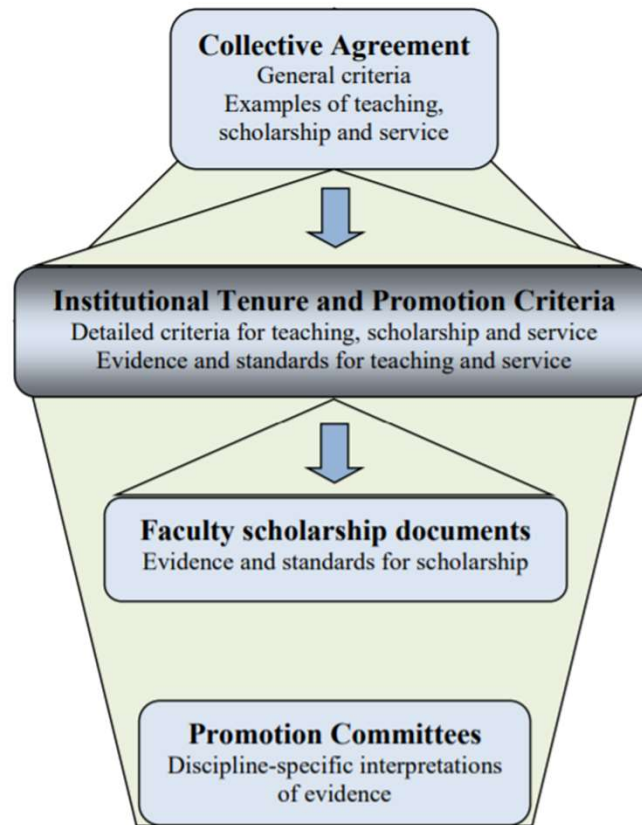 Collective Agreement
General criteria
Examples of teaching,
scholarship and service
Institutional Tenure and Promotion Criteria
Detailed criteria for teaching, scholarship and service
Evidence and standards for teaching and service
Faculty scholarship documents
Evidence and standards for scholarship
Promotion Committees
Discipline-specific interpretations
of evidence